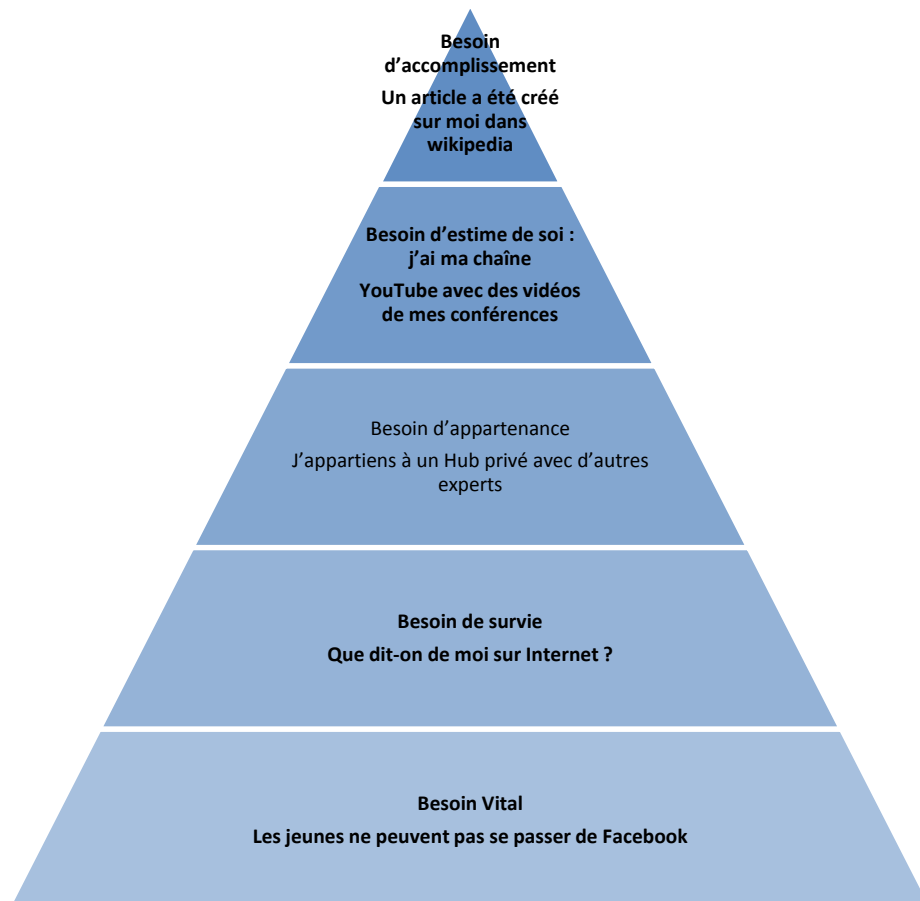 Besoin
d’accomplissement
Un article a été créé
sur moi dans
wikipedia
Besoin d’estime de soi :
j’ai ma chaîne
YouTube avec des vidéos
de mes conférences
Besoin d’appartenance
J’appartiens à un Hub privé avec d’autres
experts
Besoin de survie
Que dit-on de moi sur Internet ?
Besoin Vital
Les jeunes ne peuvent pas se passer de Facebook